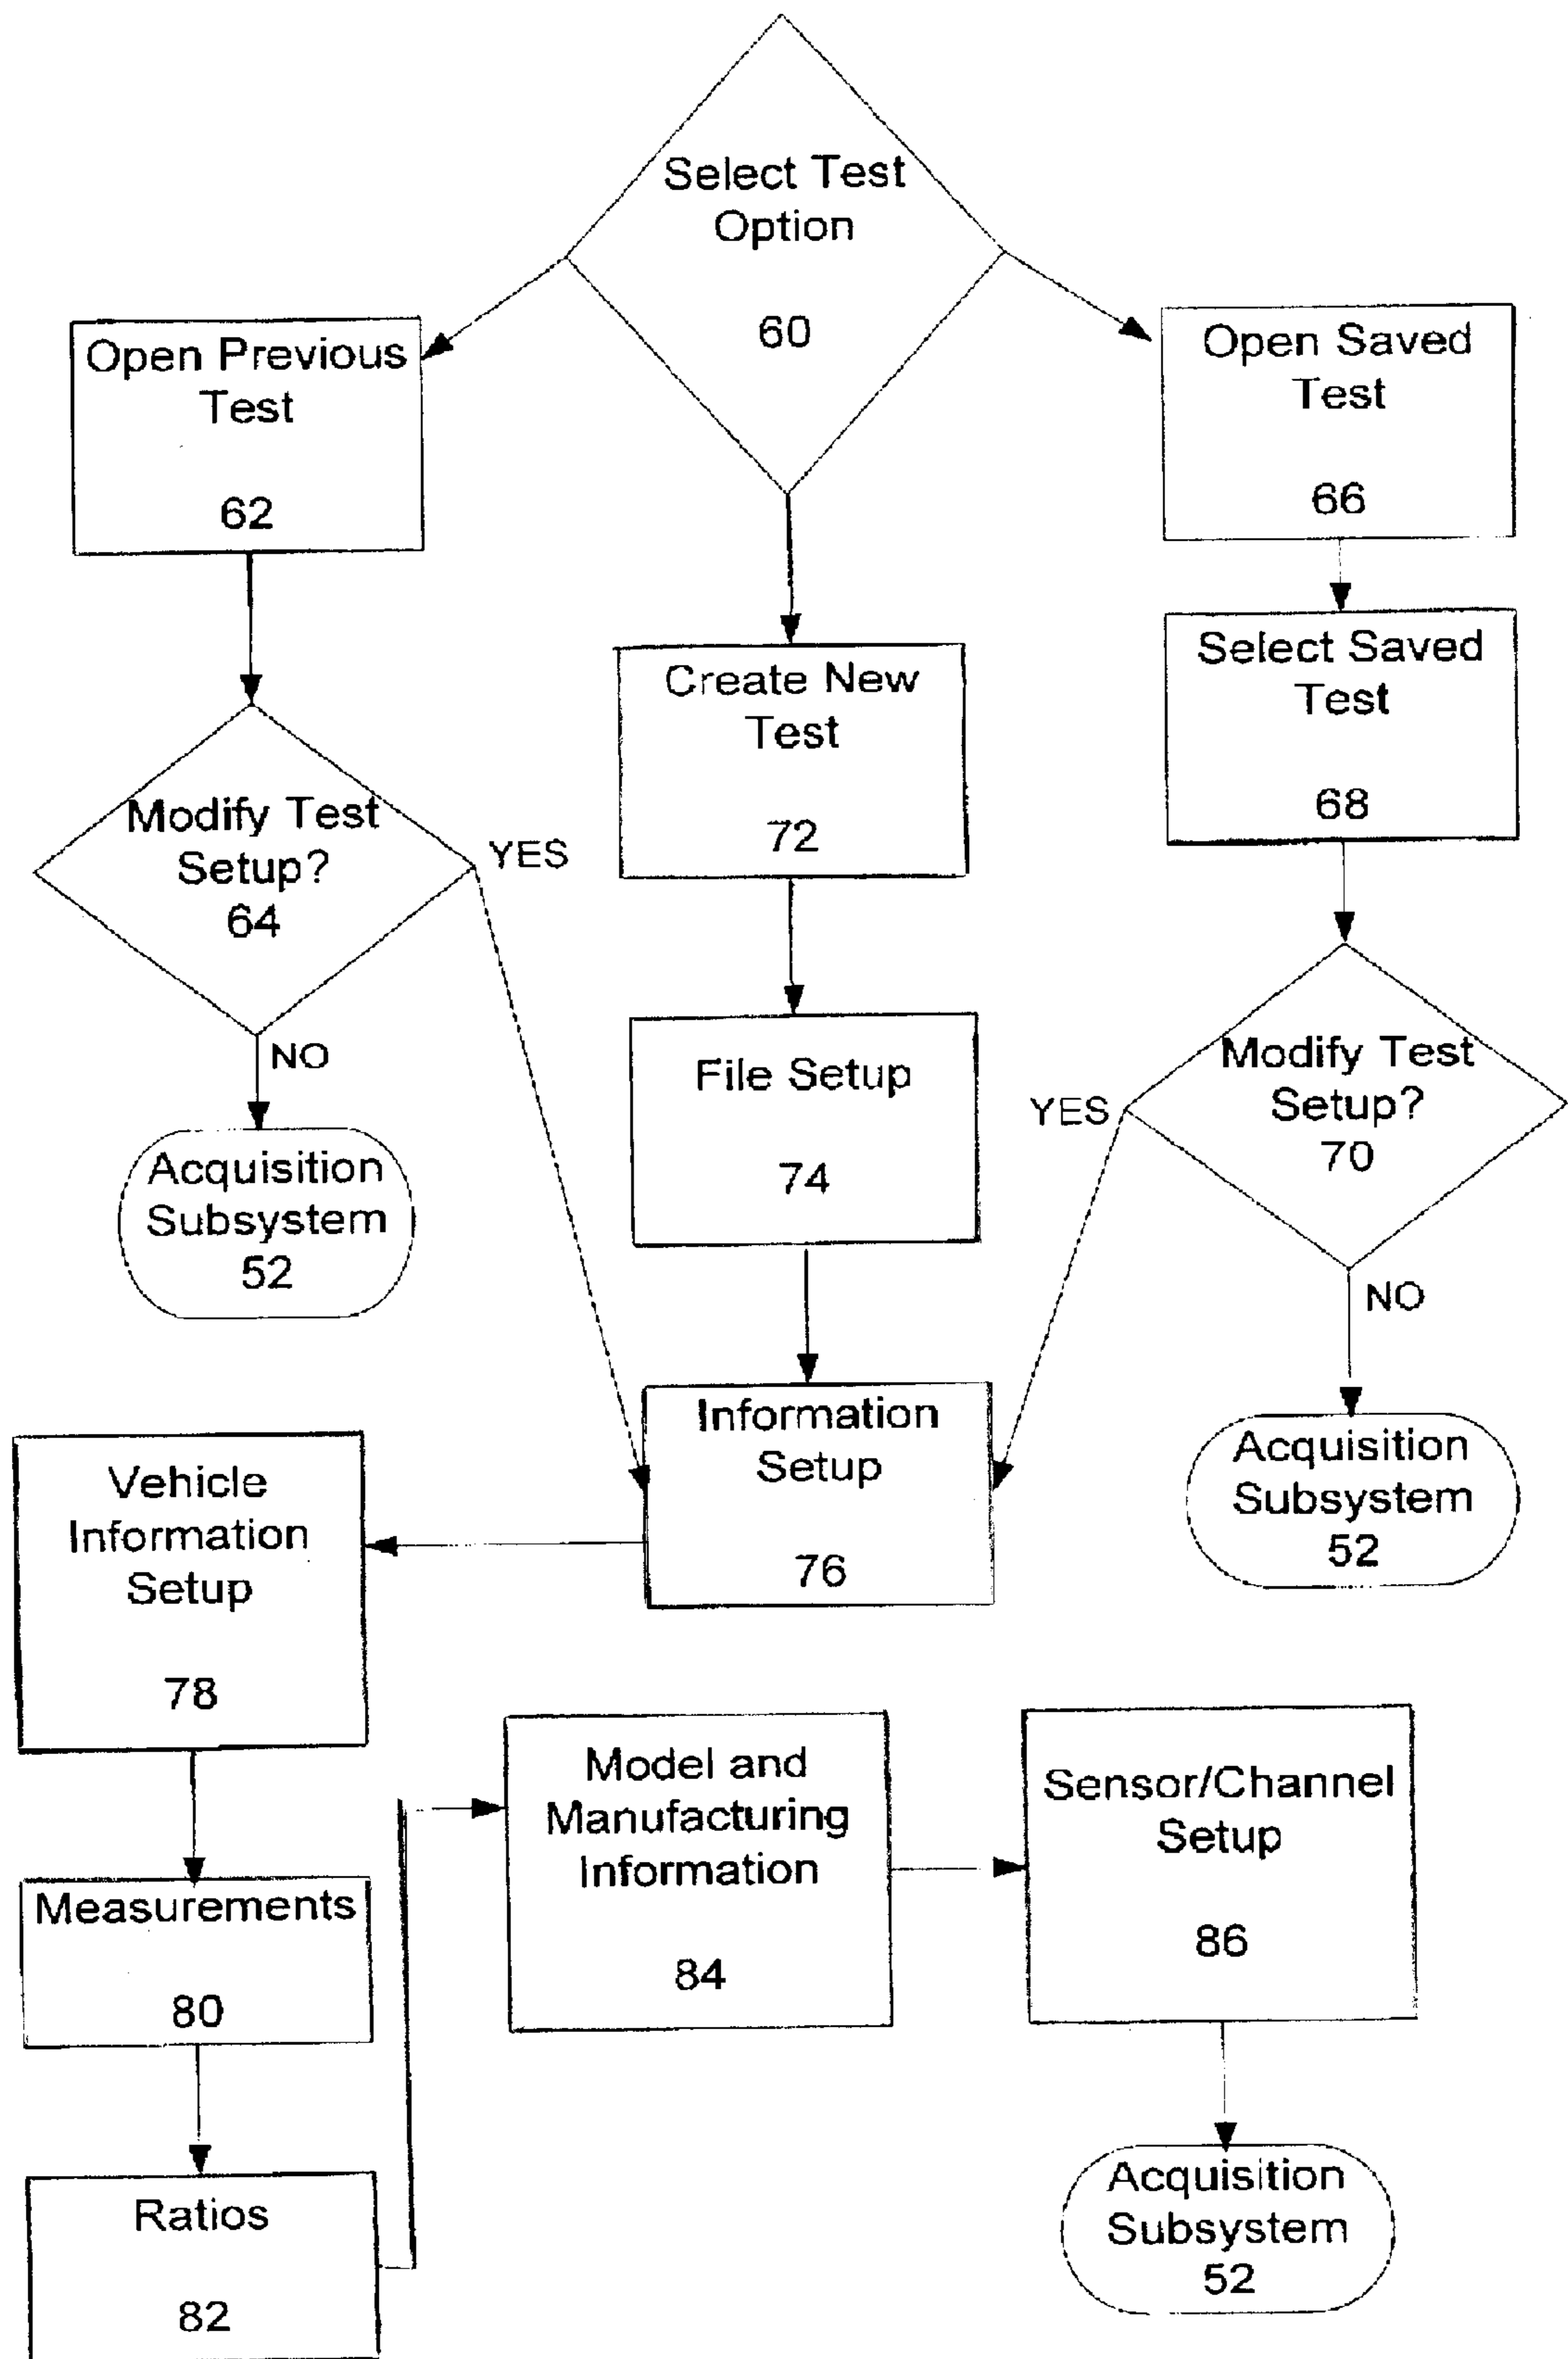 Select Test
Option
60
Open Previous
Test
62
Open Saved
Test
66
Create New
Test
72
Select Saved
Test
68
Modify Test
Setup?
64
YES
NO
Acquisition
Subsystem
52
File Setup
74
Modify Test
Setup?
70
YES
NO
Acquisition
Subsystem
52
Information
Setup
76
Vehicle
Information
Setup
78
Measurements
80
Ratios
82
Model and
Manufacturing
Information
84
Sensor/Channel
Setup
86
Acquisition
Subsystem
52